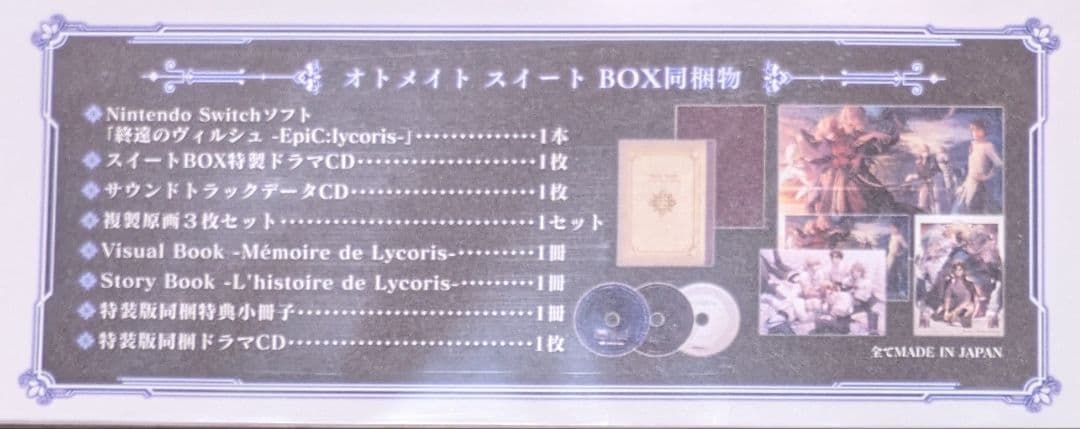 オトメイト スイート BOX同梱物
Nintendo Switchソフト
「終遠のヴィルシュ -EpiC:lycoris-」・・・・・・・・・・・・・・1本
スイートBOX特製ドラマCD・・・・・・・・・・・・・・・・・・・・1枚
サウンドトラックデータCD・・・・・・・・・・・・・・・・・・・・・1枚
複製原画3枚セット・・・・・・・・・・・・・・・・・・・・・・・・・・・・1セット
Visual Book -Mémoire de Lycoris-・・・・・・・・・1冊
Story Book -L'histoire de Lycoris-・・・・・・・・・1冊
特装版同梱特典小冊子・・・・・・・・・・・・・・・・・・・・・・・・・・1冊
特装版同梱ドラマCD・・・・・・・・・・・・・・・・・・・・・・・・・・・・1枚
全てMADE IN JAPAN